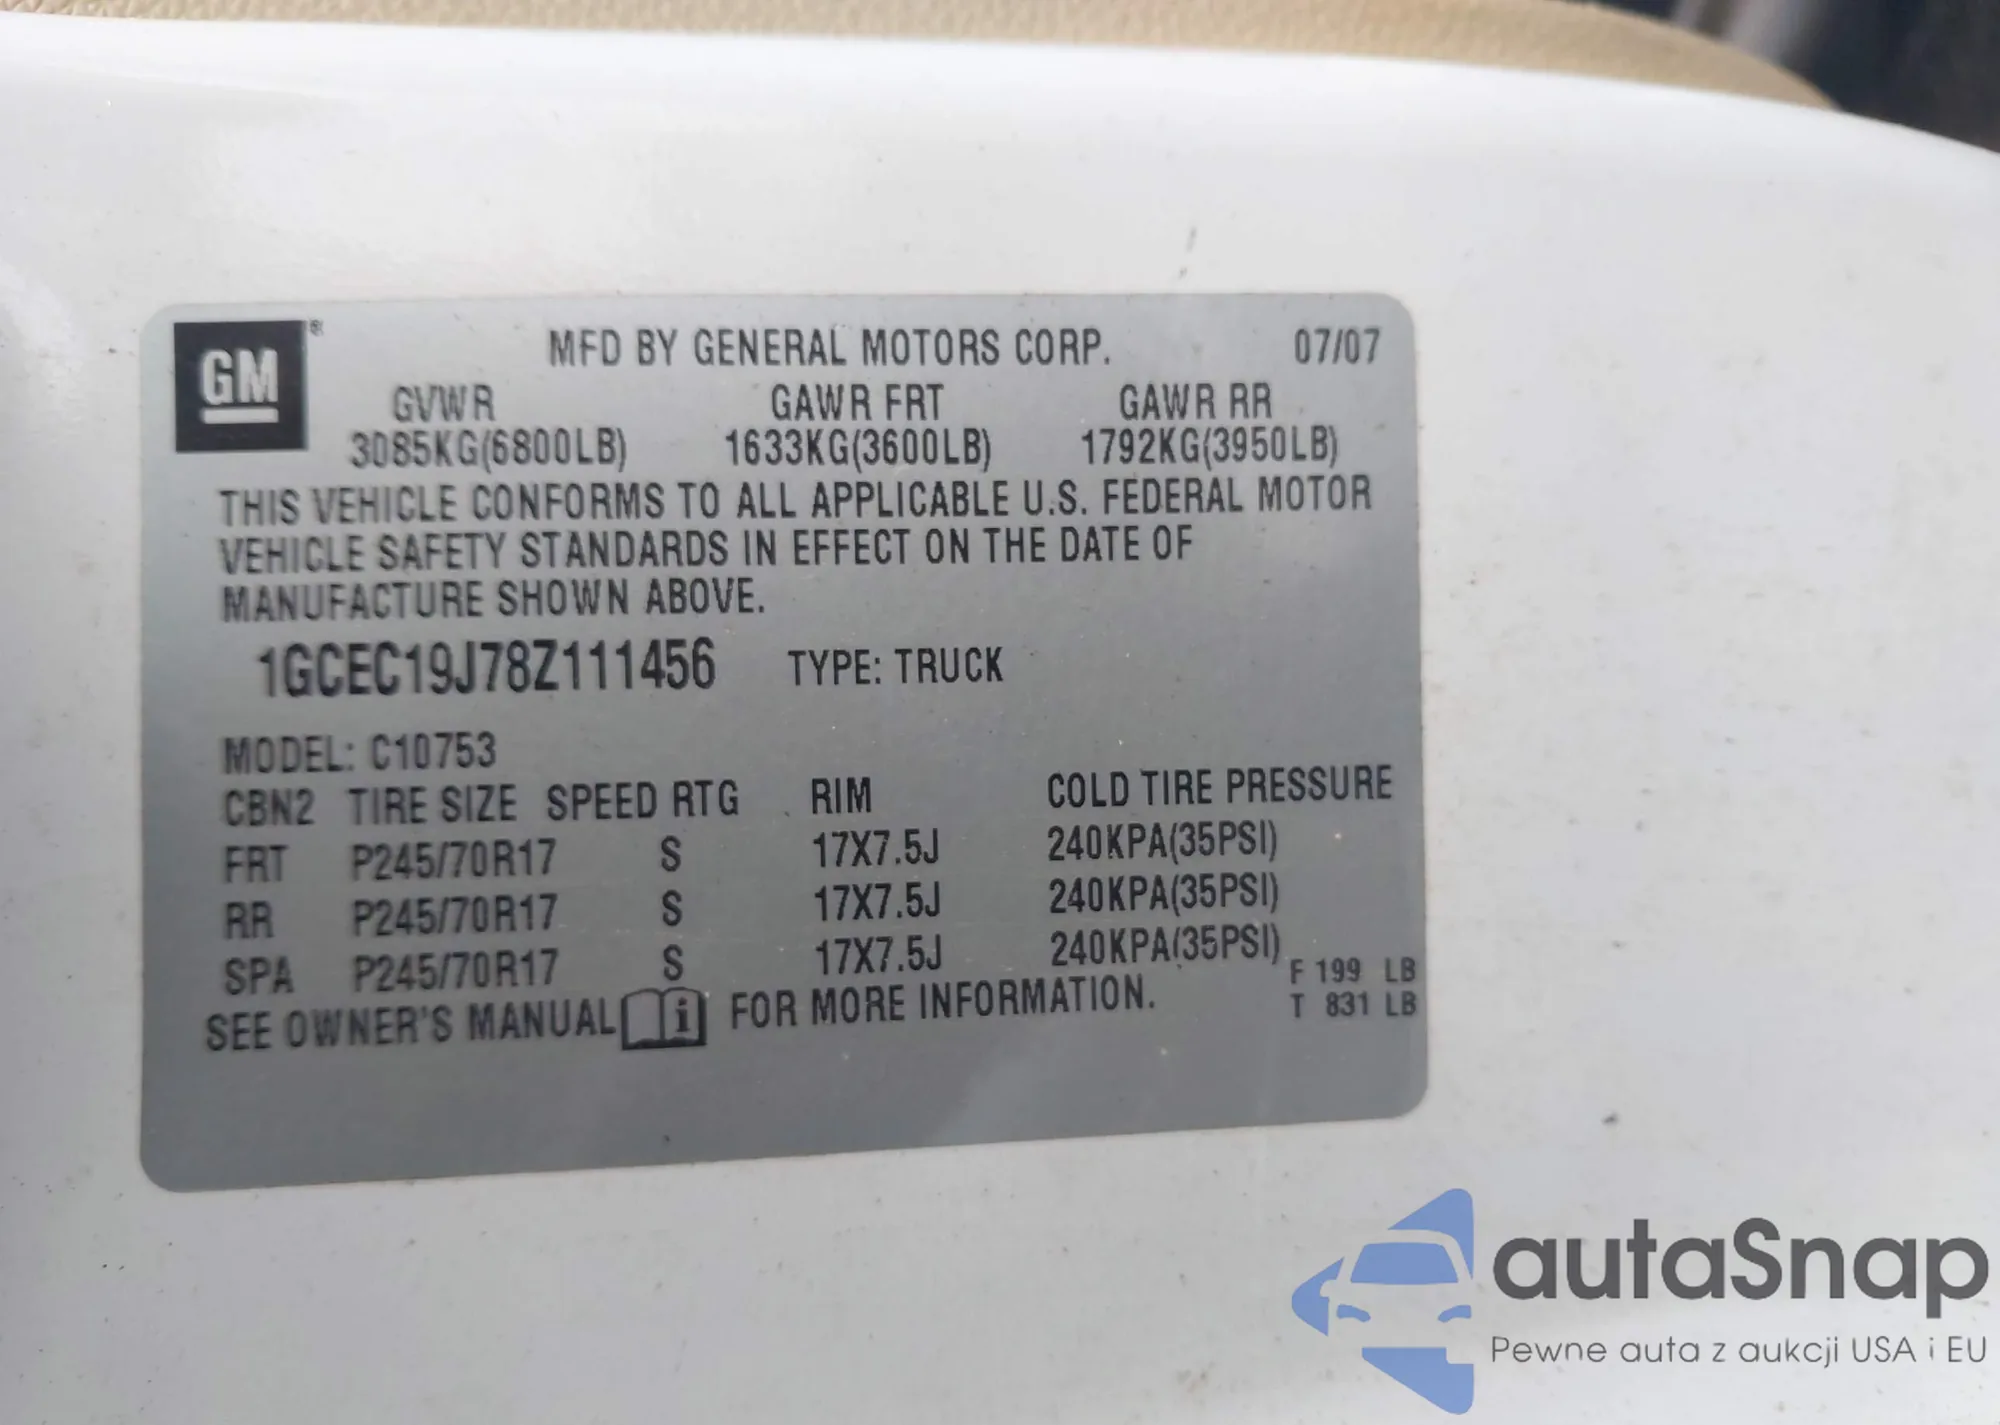 GM ® MFD BY GENERAL MOTORS CORP. 07/07
GVWR GAWR FRT GAWR RR
3085KG(6800LB) 1633KG(3600LB) 1792KG(3950LB)
THIS VEHICLE CONFORMS TO ALL APPLICABLE U.S. FEDERAL MOTOR
VEHICLE SAFETY STANDARDS IN EFFECT ON THE DATE OF
MANUFACTURE SHOWN ABOVE.
1GCEC19J78Z111456 TYPE: TRUCK
MODEL: C10753
CBN2 TIRE SIZE SPEED RTG RIM COLD TIRE PRESSURE
FRT P245/70R17 S 17X7.5J 240KPA(35PSI)
RR P245/70R17 S 17X7.5J 240KPA(35PSI)
SPA P245/70R17 S 17X7.5J 240KPA(35PSI)
F 199 LB
T 831 LB
SEE OWNER'S MANUAL i FOR MORE INFORMATION.
autaSnap
Pewne auta z aukcji USA i EU